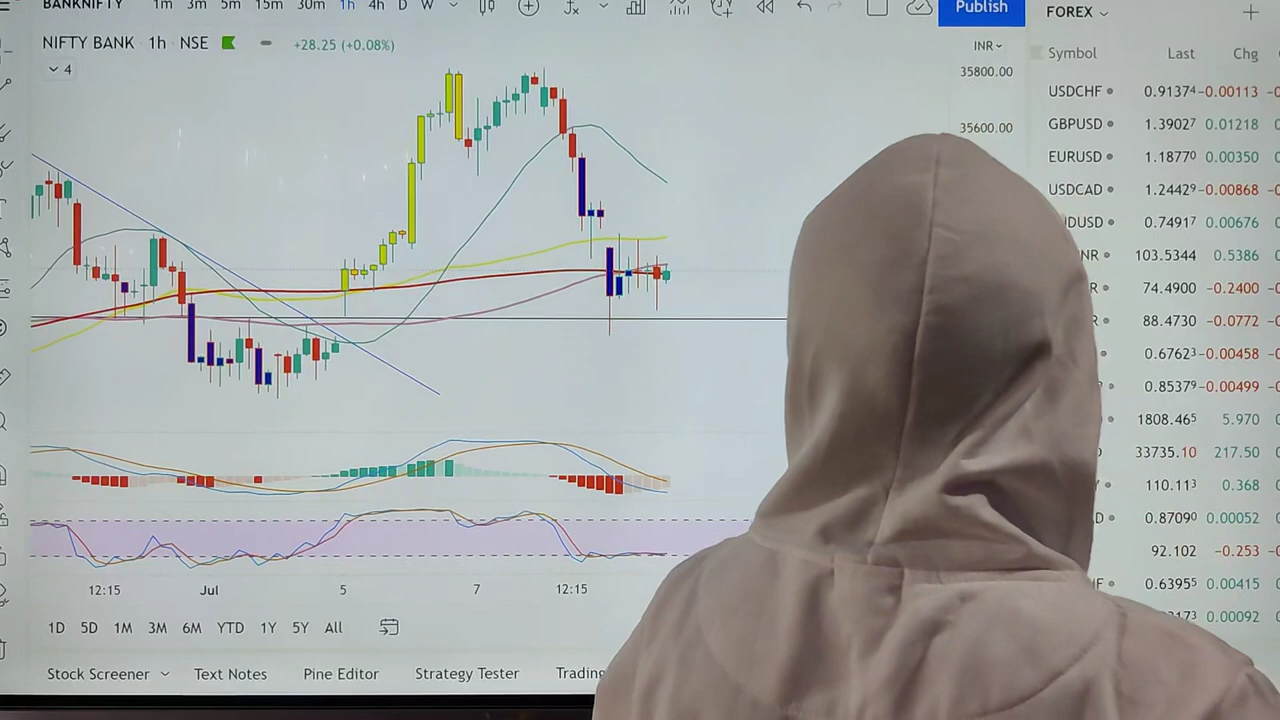 BANKNIFTY 1m 3m 5m 15m 30m 1h 4h D W Publish
FOREX
NIFTY BANK 1h NSE +28.25 (+0.08%)
INR
Symbol Last Chg
4
35800.00
USDCHF 0.91374 -0.00113
GBPUSD 1.39027 0.01218
35600.00
EURUSD 1.18770 0.00350
USDCAD 1.24429 -0.00868
DUSD 0.74917 0.00676
NR 103.5344 0.5386
R 74.4900 -0.2400
R 88.4730 -0.0772
0.67623 -0.00458
0.85379 -0.00499
1808.465 5.970
33735.10 217.50
110.113 0.368
D 0.87090 0.00052
92.102 -0.253
0.63955 0.00415
0.00092
12:15 Jul 5 7 12:15
1D 5D 1M 3M 6M YTD 1Y 5Y All
Stock Screener Text Notes Pine Editor Strategy Tester Trading